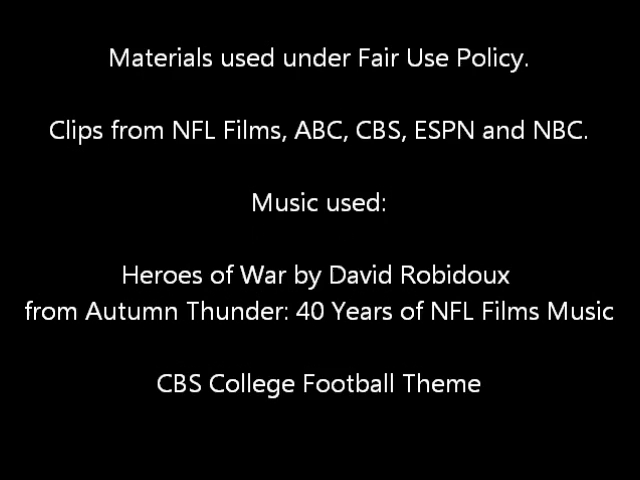 Materials used under Fair Use Policy.
Clips from NFL Films, ABC, CBS, ESPN and NBC.
Music used:
Heroes of War by David Robidoux
from Autumn Thunder: 40 Years of NFL Films Music
CBS College Football Theme